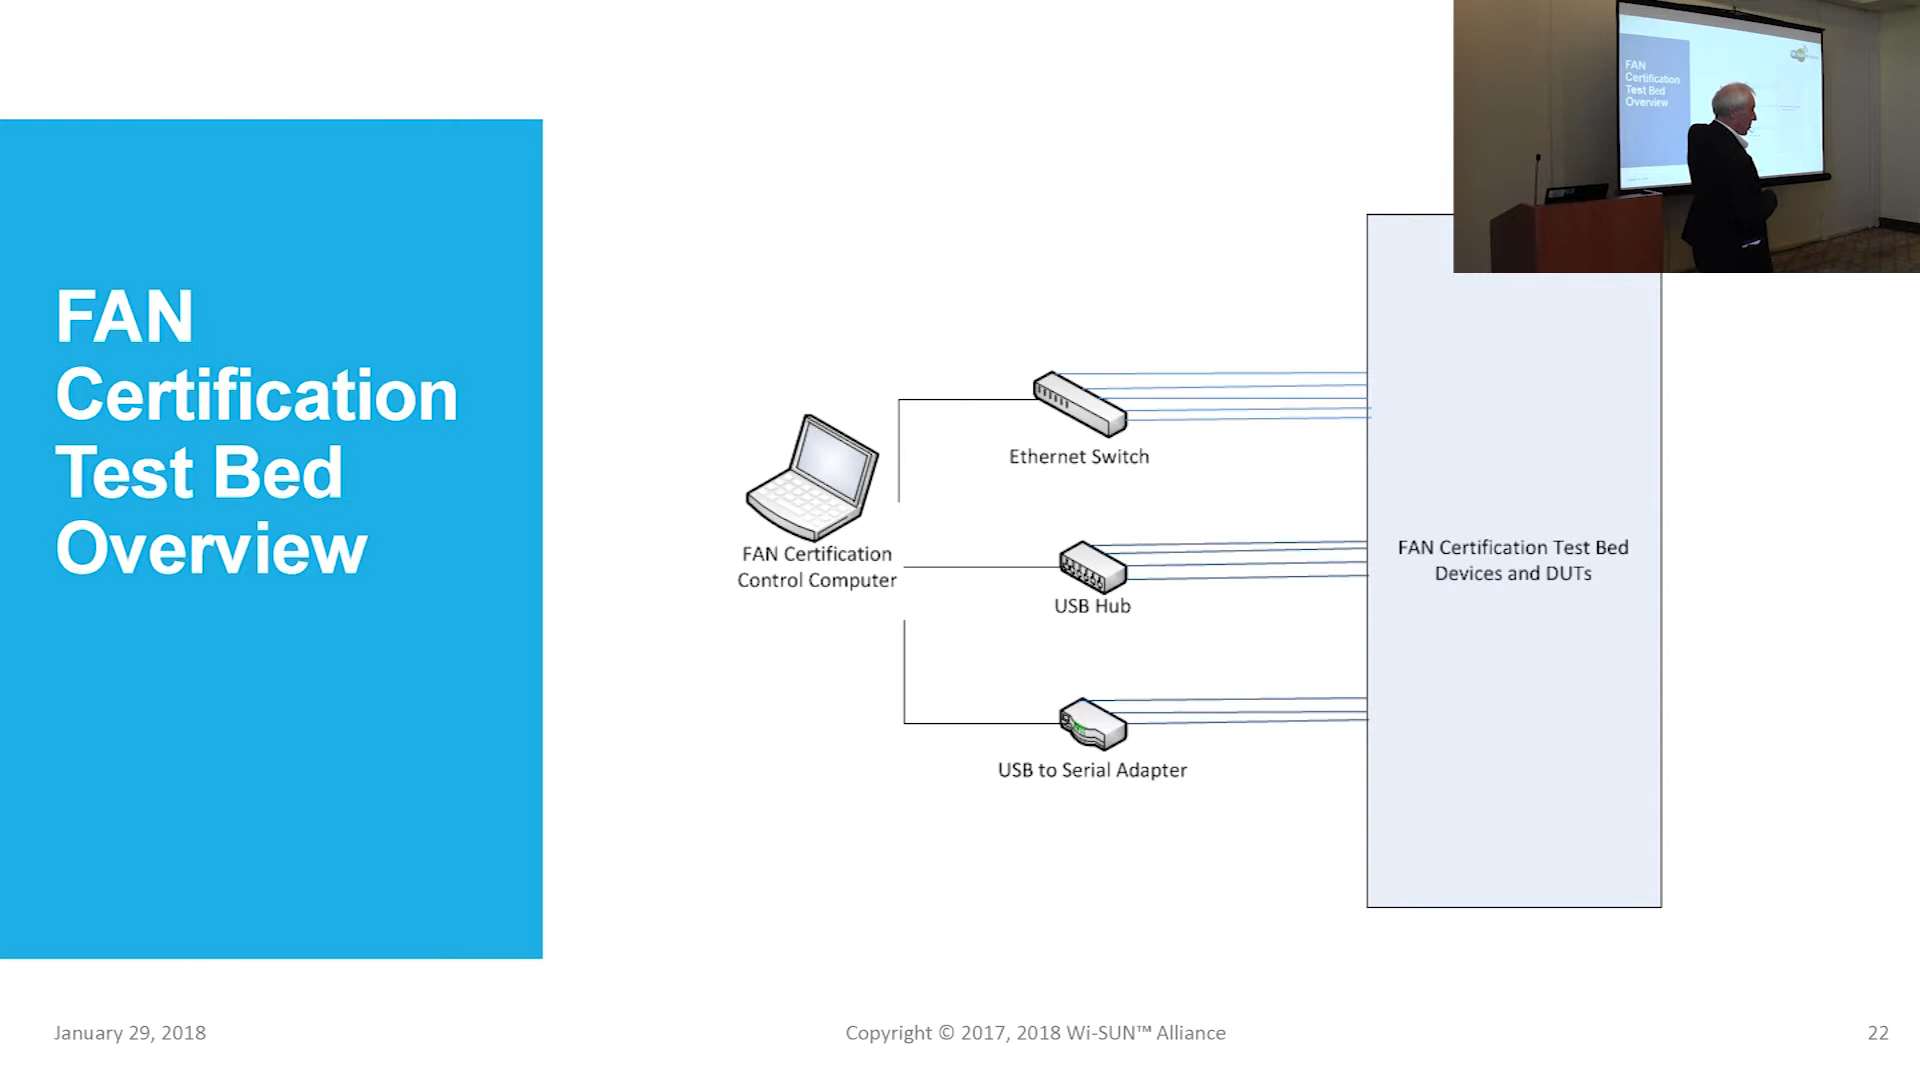 FAN
Certification
Test Bed
Overview
FAN Certification
Control Computer
Ethernet Switch
USB Hub
USB to Serial Adapter
FAN Certification Test Bed
Devices and DUTs
FAN
Certification
Test Bed
Overview
January 29, 2018
Copyright © 2017, 2018 Wi-SUN™ Alliance
22